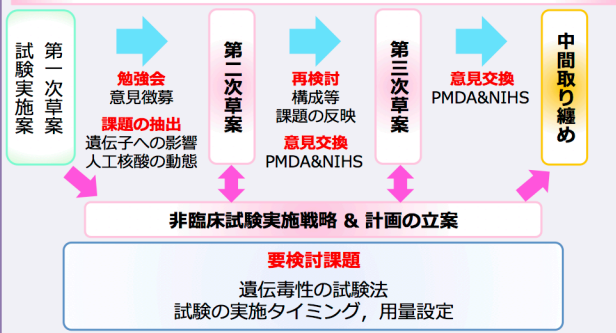 第一次草案
試験実施案
勉強会
意見徴募
課題の抽出
遺伝子への影響
人工核酸の動態
第二次草案
再検討
構成等
課題の反映
意見交換
PMDA&NIHS
第三次草案
意見交換
PMDA&NIHS
中間取り纏め
非臨床試験実施戦略 & 計画の立案
要検討課題
遺伝毒性の試験法
試験の実施タイミング，用量設定